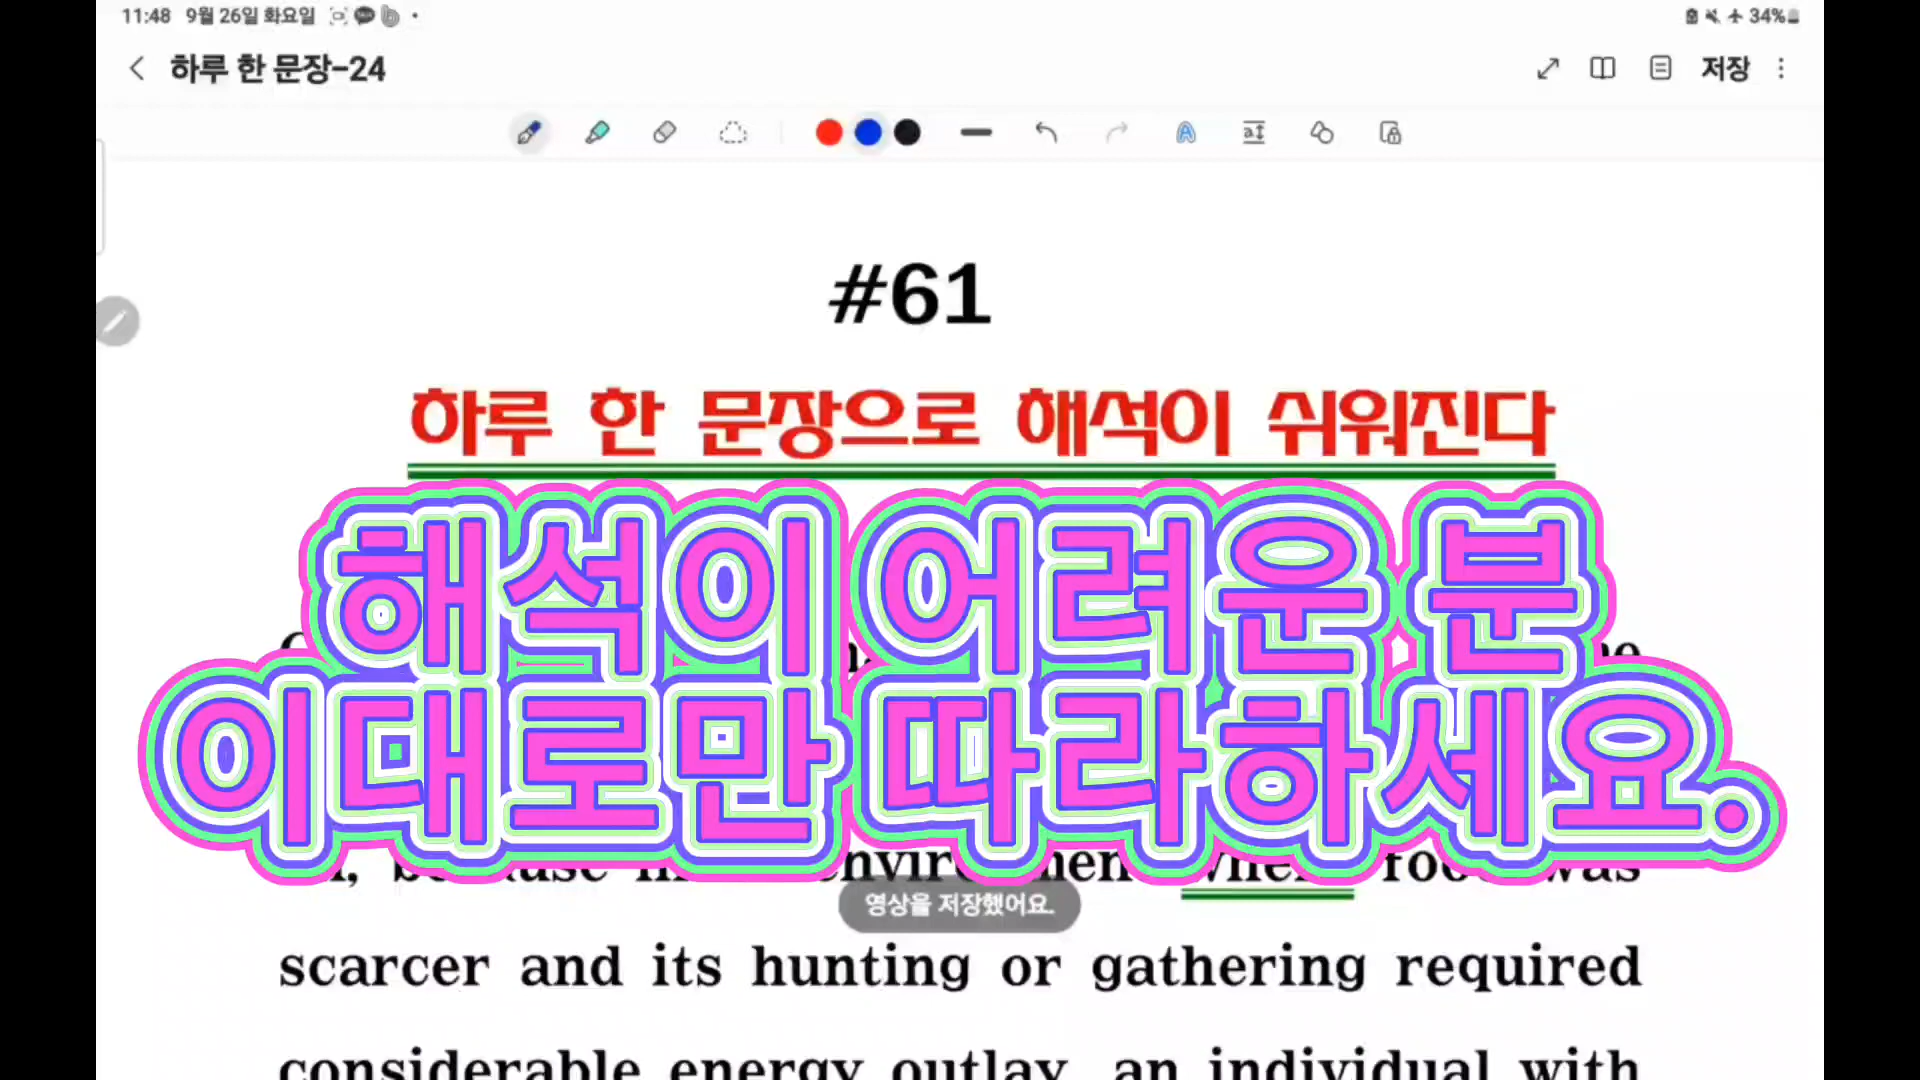 11:48 9월 26일 화요일
34%
하루 한 문장-24
저장
#61
하루 한 문장으로 해석이 쉬워진다
해석이 어려운 분
이대로만 따라하세요.
when food was
영상을 저장했어요.
scarcer and its hunting or gathering required
considerable energy outlay, an individual with